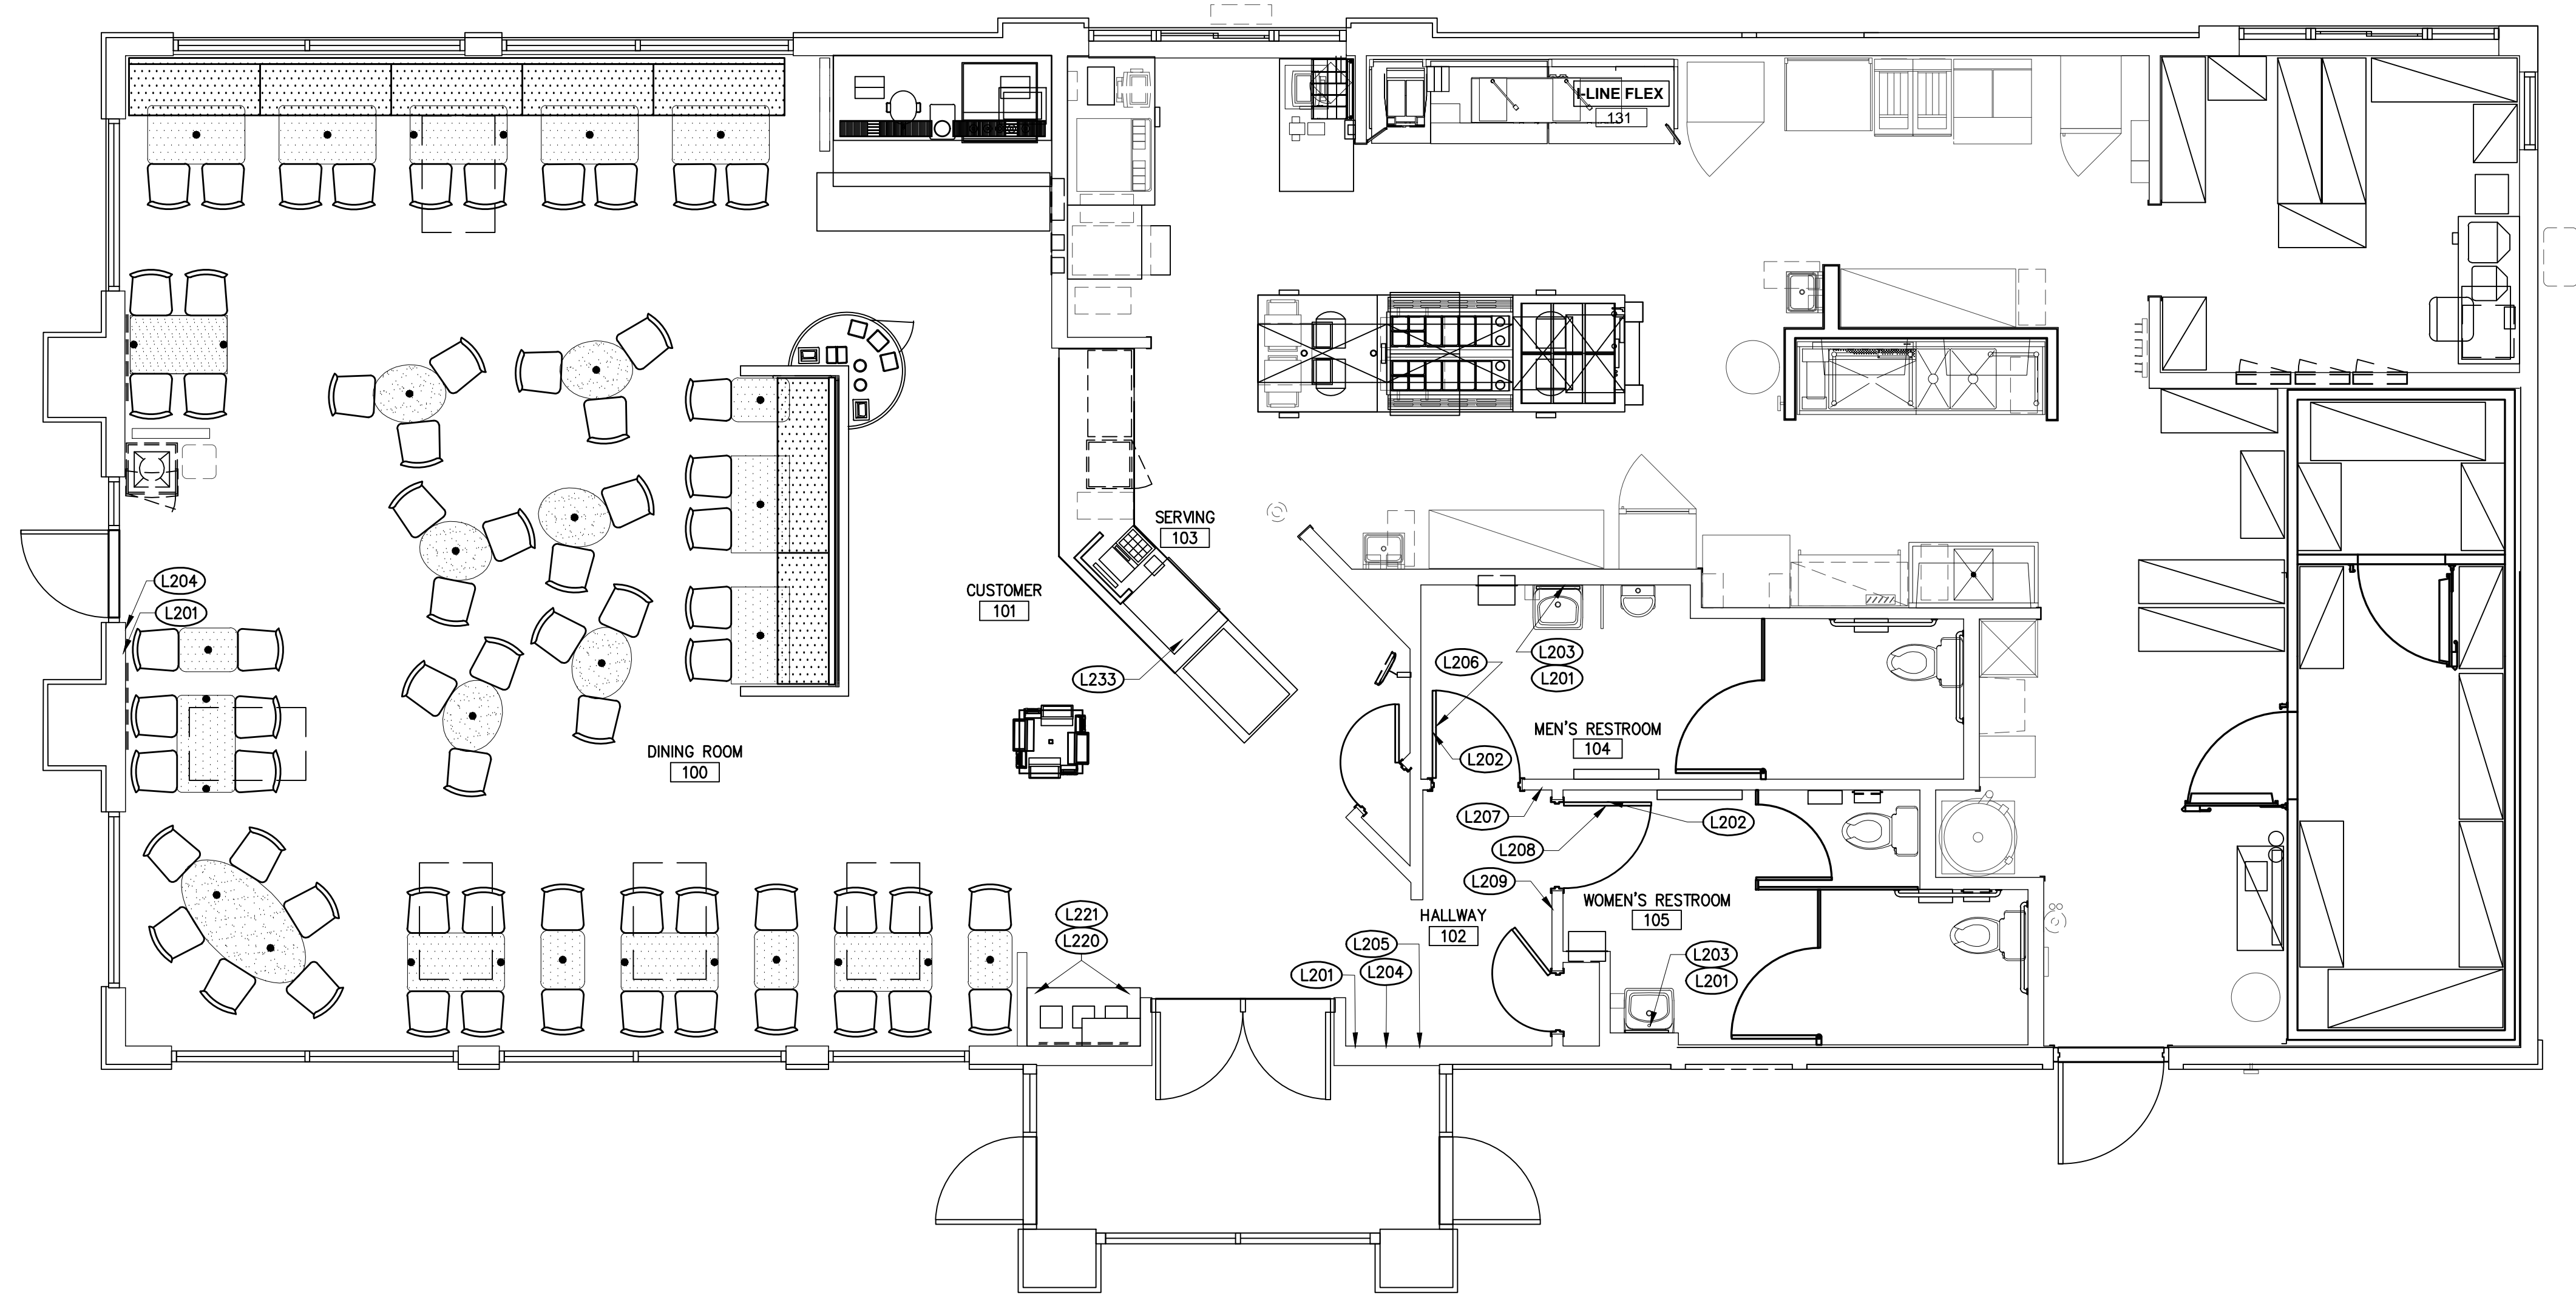 I-LINE FLEX
131
SERVING
103
L204
CUSTOMER
101
L201
L206
L203
L233
L201
MEN'S RESTROOM
104
DINING ROOM
100
L202
L207
L202
L208
L209
WOMEN'S RESTROOM
105
L221
HALLWAY
102
L220
L205
L203
L201
L204
L201